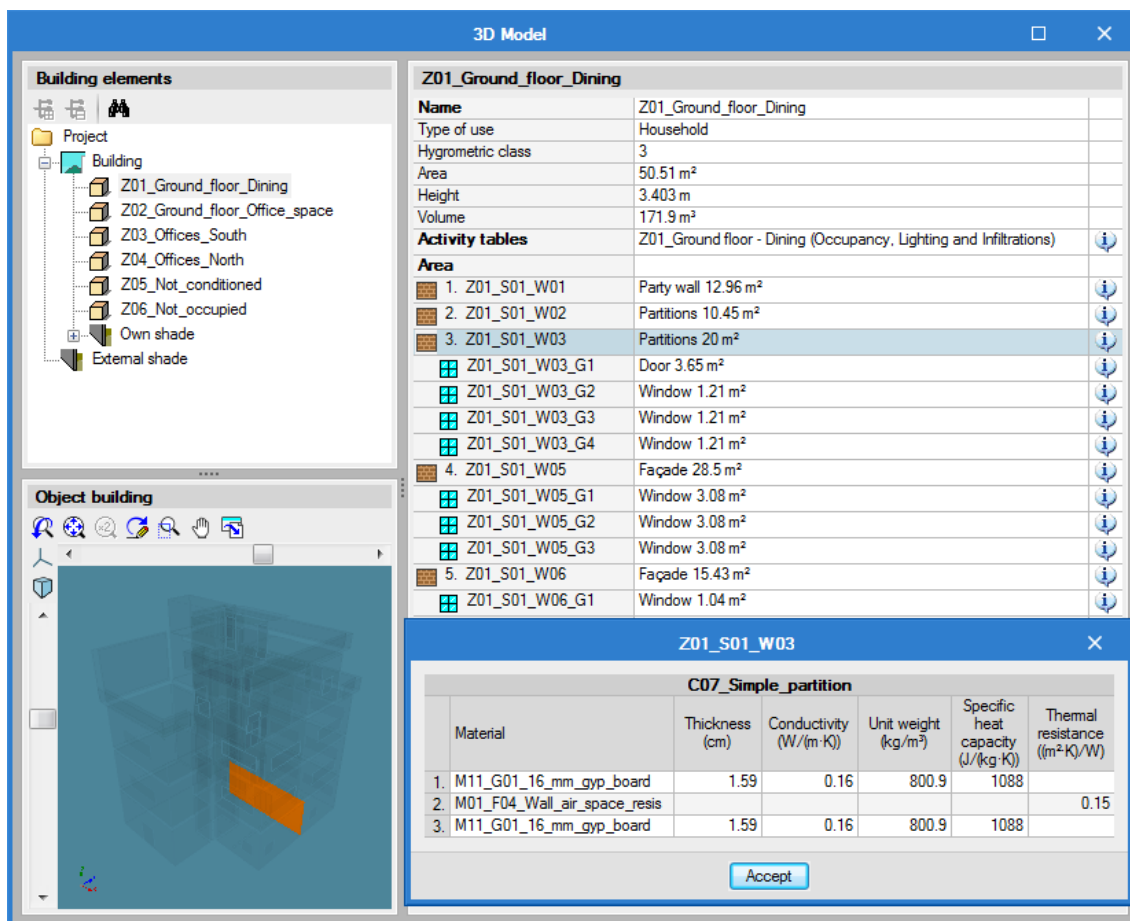 3D Model
Building elements
Project
Building
Z01_Ground_floor_Dining
Z02_Ground_floor_Office_space
Z03_Offices_South
Z04_Offices_North
Z05_Not_conditioned
Z06_Not_occupied
Own shade
External shade
Object building
×2
Z01_Ground_floor_Dining
Name Z01_Ground_floor_Dining
Type of use Household
Hygrometric class 3
Area 50.51 m²
Height 3.403 m
Volume 171.9 m³
Activity tables Z01_Ground floor - Dining (Occupancy, Lighting and Infiltrations)
Area
1. Z01_S01_W01 Party wall 12.96 m²
2. Z01_S01_W02 Partitions 10.45 m²
3. Z01_S01_W03 Partitions 20 m²
Z01_S01_W03_G1 Door 3.65 m²
Z01_S01_W03_G2 Window 1.21 m²
Z01_S01_W03_G3 Window 1.21 m²
Z01_S01_W03_G4 Window 1.21 m²
4. Z01_S01_W05 Façade 28.5 m²
Z01_S01_W05_G1 Window 3.08 m²
Z01_S01_W05_G2 Window 3.08 m²
Z01_S01_W05_G3 Window 3.08 m²
5. Z01_S01_W06 Façade 15.43 m²
Z01_S01_W06_G1 Window 1.04 m²
Z01_S01_W03
C07_Simple_partition
Material Thickness (cm) Conductivity (W/(m·K)) Unit weight (kg/m³) Specific heat capacity (J/(kg·K)) Thermal resistance ((m²·K)/W)
1. M11_G01_16_mm_gyp_board 1.59 0.16 800.9 1088
2. M01_F04_Wall_air_space_resis 0.15
3. M11_G01_16_mm_gyp_board 1.59 0.16 800.9 1088
Accept